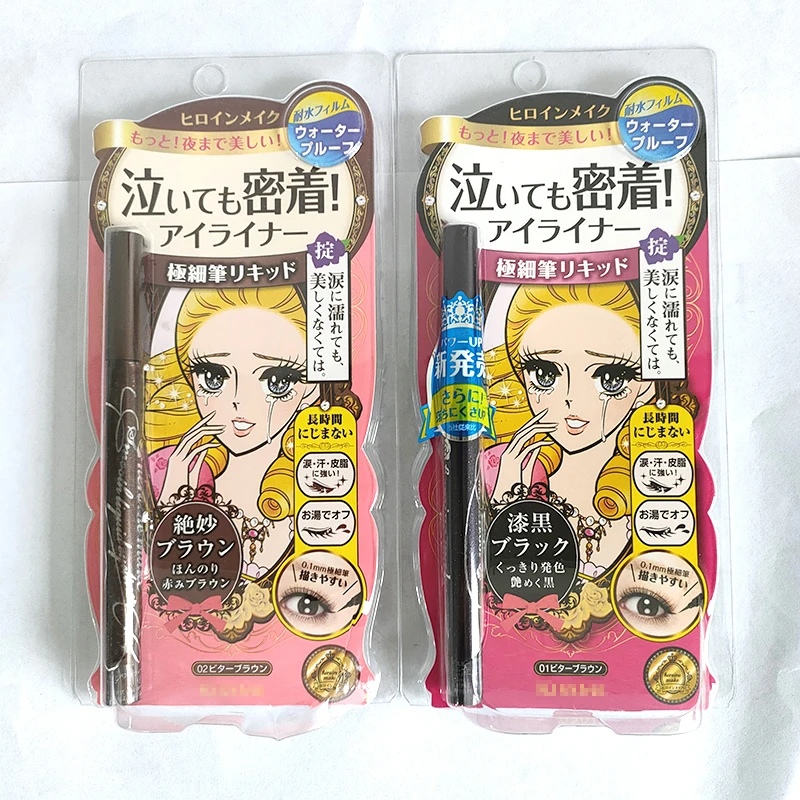 ヒロインメイク
もっと!夜まで美しい!
耐水フィルム
ウォーター
プルーフ
泣いても密着!
アイライナー
極細筆リキッド
掟
涙に濡れても、
美しくなくては。
長時間
にじまない
涙・汗・皮脂
に強い!
お湯でオフ
0.1mm極細筆
描きやすい
絶妙
ブラウン
ほんのり
赤みブラウン
02ビターブラウン
ヒロインメイク
もっと!夜まで美しい!
耐水フィルム
ウォーター
プルーフ
泣いても密着!
アイライナー
極細筆リキッド
掟
涙に濡れても、
美しくなくては。
パワーUP
新発売
さらに!
当社従来比
長時間
にじまない
涙・汗・皮脂
に強い!
お湯でオフ
0.1mm極細筆
描きやすい
漆黒
ブラック
くっきり発色
艶めく黒
01ビターブラウン